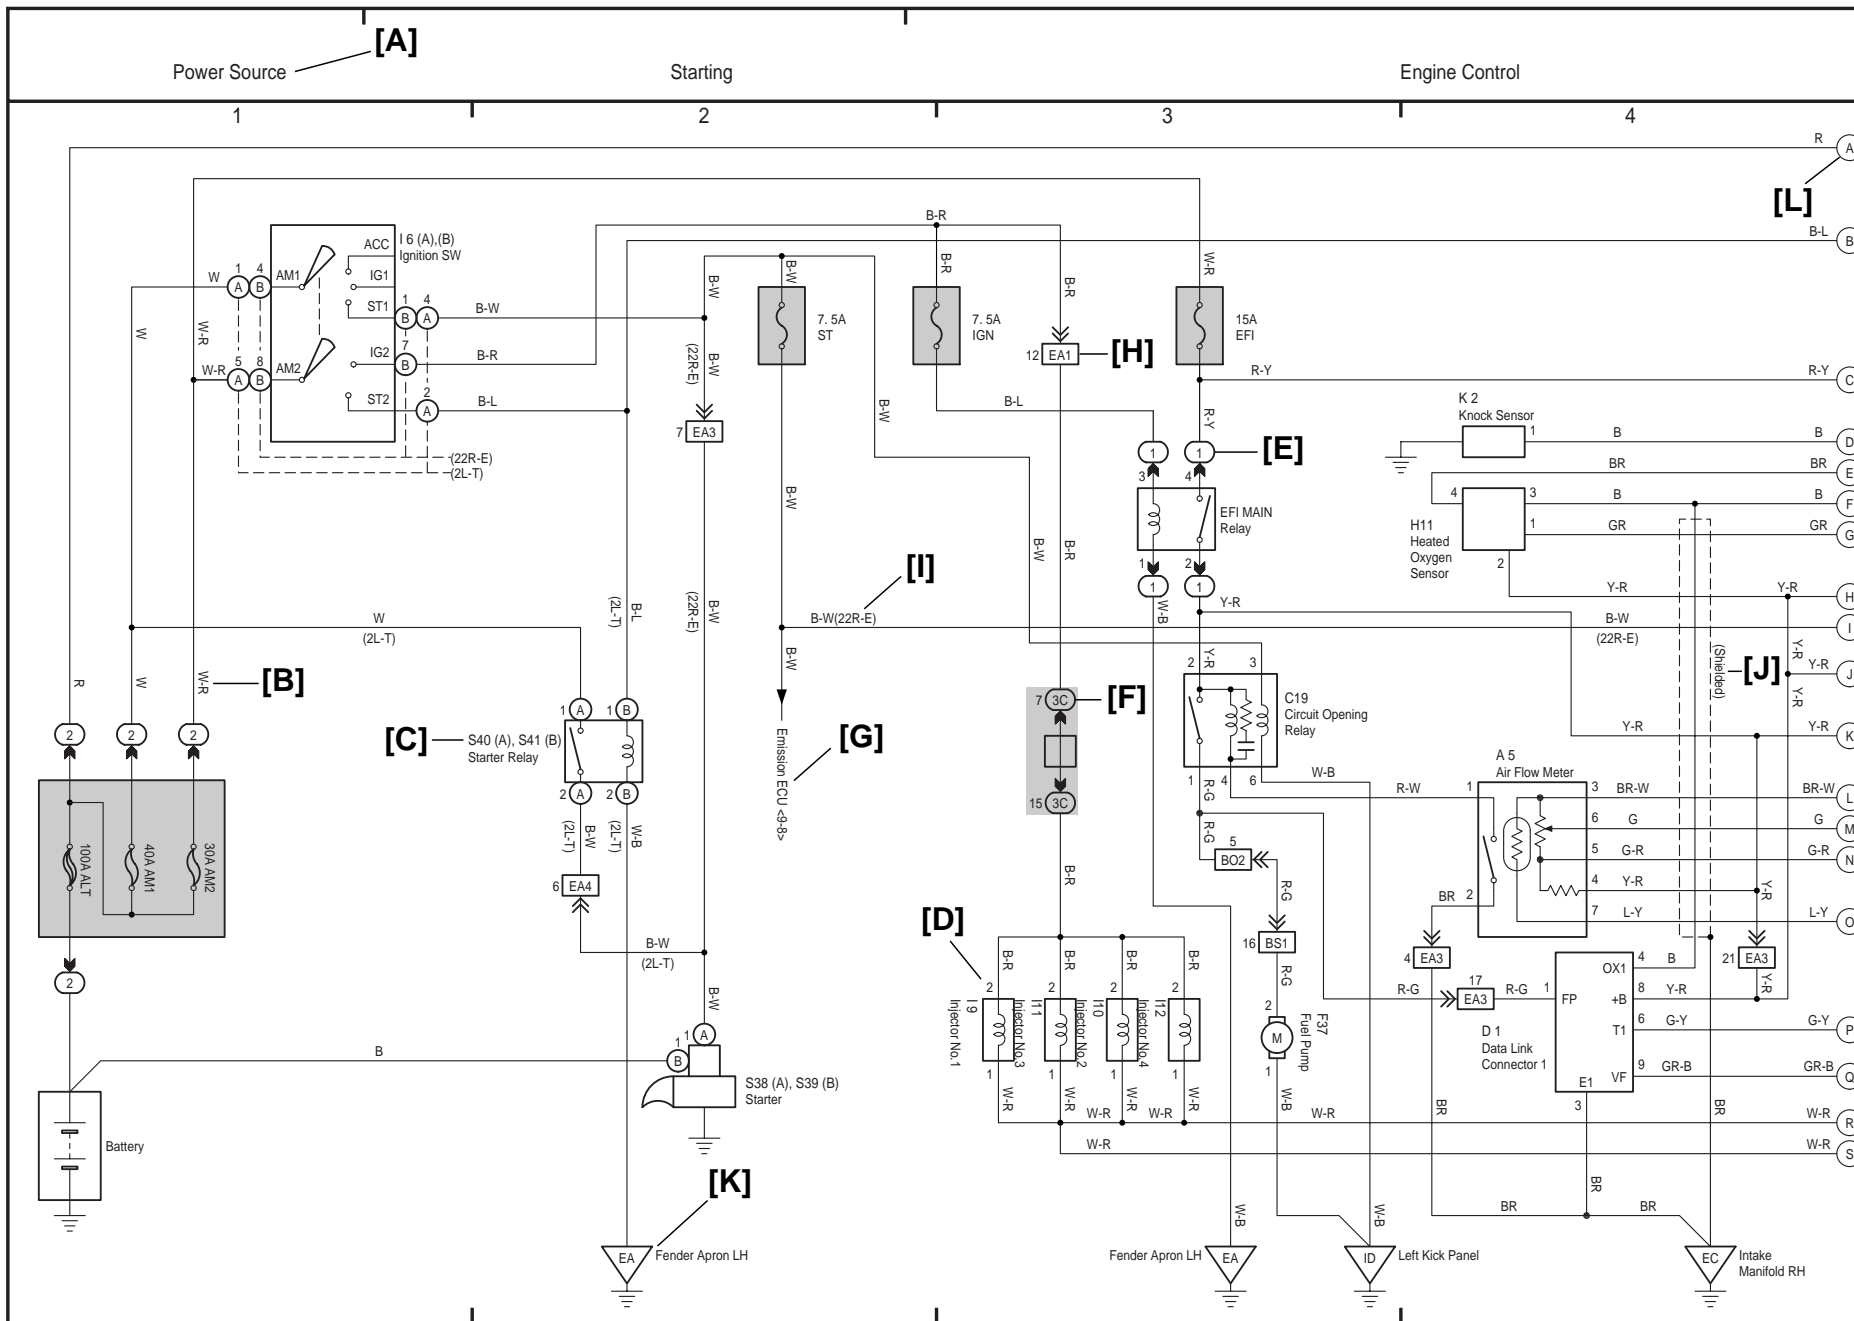 [A]
Power Source
Starting
Engine Control
1
2
3
4
R
A
[L]
B-R
B-L
B
I 6 (A),(B)
Ignition SW
ACC
AM1
IG1
ST1
W
1
4
A
B
1
4
B
A
B-W
W
W-R
B-W
B-W
B-R
B-R
W-R
7. 5A
ST
7. 5A
IGN
15A
EFI
IG2
7
B
B-R
5
8
W-R
A
B
AM2
ST2
2
A
B-L
(22R-E)
B-W
12
EA1
[H]
R-Y
R-Y
C
7
EA3
B-W
B-L
R-Y
K 2
Knock Sensor
1
B
B
D
(22R-E)
(2L-T)
1
1
[E]
3
4
BR
BR
E
4
3
B
B
F
EFI MAIN
Relay
H11
Heated
Oxygen
Sensor
1
GR
GR
G
2
B-W
B-W
B-R
[I]
1
2
1
1
Y-R
Y-R
Y-R
H
(2L-T)
B-L
(22R-E)
B-W
W
(2L-T)
B-W(22R-E)
W-B
Y-R
B-W
(22R-E)
I
R
W
W-R
[B]
B-W
2
Y-R
3
(Shielded)
[J]
Y-R
Y-R
Y-R
J
7
3C
[F]
C19
Circuit Opening
Relay
2
2
2
[C]
S40 (A), S41 (B)
Starter Relay
1
A
1
B
Emission ECU <9-8>
[G]
Y-R
Y-R
K
A 5
Air Flow Meter
1
4
6
W-B
2
A
2
B
15
3C
R-G
R-W
1
3
BR-W
BR-W
L
6
G
G
M
100A ALT
40A AM1
30A AM2
(2L-T)
B-W
(2L-T)
W-B
R-G
5
BO2
5
G-R
G-R
N
6
EA4
B-R
R-G
4
Y-R
Y-R
BR
2
7
L-Y
L-Y
O
[D]
B-W
(2L-T)
B-R
B-R
B-R
B-R
16
BS1
4
EA3
OX1
4
B
21
EA3
2
B-W
2
2
2
2
R-G
R-G
17
EA3
R-G
1
FP
+B
8
Y-R
Y-R
I 9
Injector No.1
I11
Injector No.3
I10
Injector No.2
I12
Injector No.4
2
M
1
F37
Fuel Pump
D 1
Data Link
Connector 1
T1
6
G-Y
G-Y
P
B
1
A
1
B
1
1
1
1
E1
VF
9
GR-B
GR-B
Q
3
S38 (A), S39 (B)
Starter
W-R
W-R
W-R
W-R
W-R
W-R
W-B
W-R
BR
BR
W-R
R
Battery
W-R
W-R
S
[K]
BR
W-B
W-B
BR
BR
EA
Fender Apron LH
Fender Apron LH
EA
ID
Left Kick Panel
EC
Intake
Manifold RH